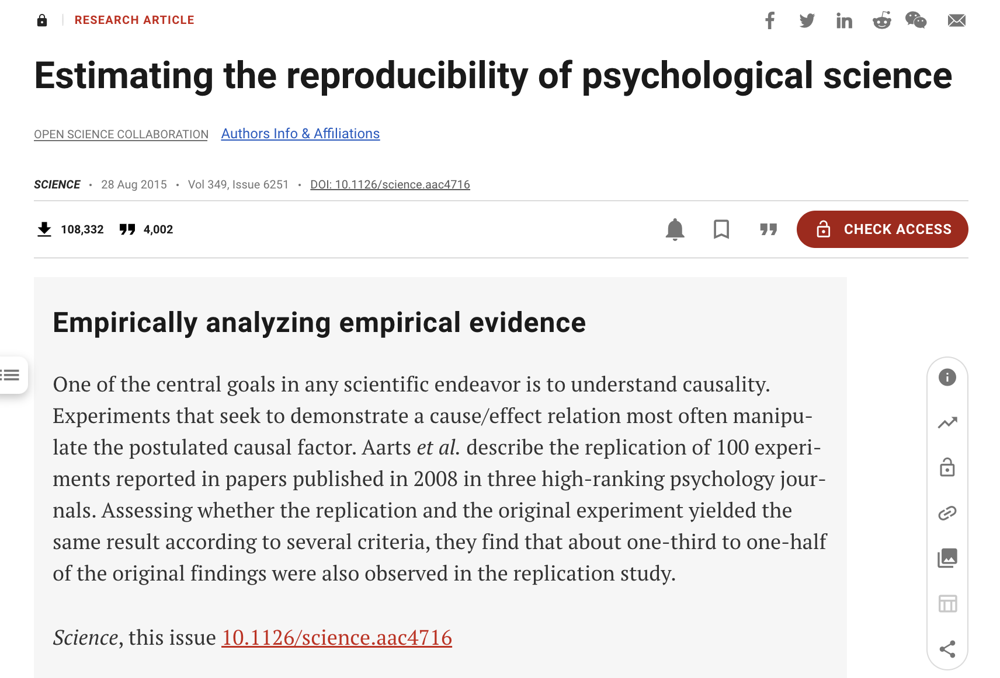 RESEARCH ARTICLE
Estimating the reproducibility of psychological science
OPEN SCIENCE COLLABORATION Authors Info & Affiliations
SCIENCE • 28 Aug 2015 • Vol 349, Issue 6251 • DOI: 10.1126/science.aac4716
108,332 4,002 CHECK ACCESS
Empirically analyzing empirical evidence
One of the central goals in any scientific endeavor is to understand causality.
Experiments that seek to demonstrate a cause/effect relation most often manipu-
late the postulated causal factor. Aarts et al. describe the replication of 100 experi-
ments reported in papers published in 2008 in three high-ranking psychology jour-
nals. Assessing whether the replication and the original experiment yielded the
same result according to several criteria, they find that about one-third to one-half
of the original findings were also observed in the replication study.
Science, this issue 10.1126/science.aac4716